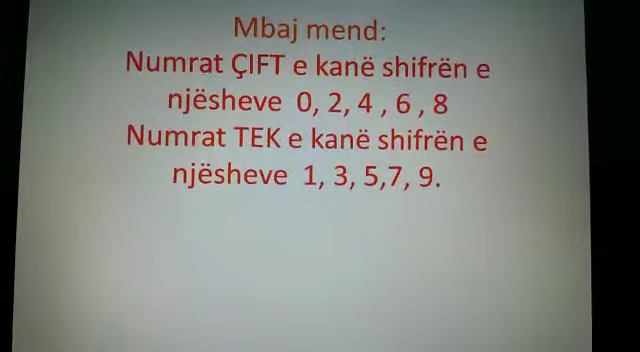 Mbaj mend:
Numrat ÇIFT e kanë shifrën e
njësheve 0, 2, 4 , 6 , 8
Numrat TEK e kanë shifrën e
njësheve 1, 3, 5,7, 9.